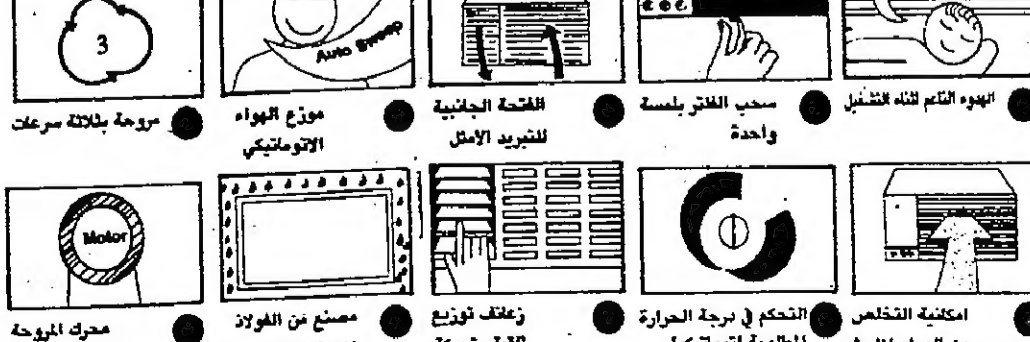 3
Auto Sweep
الهدوء التام اثناء التشغيل
سحب الفلتر بلمسة
واحدة
الفتحة الجانبية
للتبريد الأمثل
موزع الهواء
الاتوماتيكي
مروحة بثلاثة سرعات
Motor
امكانية التخلص
التحكم في درجة الحرارة
زعانف توزيع
مصنع من الفولاذ
محرك المروحة